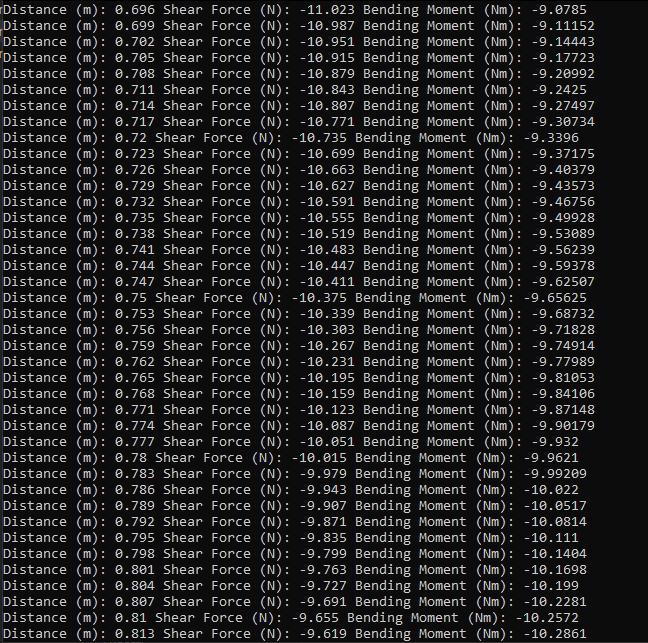 Distance (m): 0.696 Shear Force (N): -11.023 Bending Moment (Nm): -9.0785
Distance (m): 0.699 Shear Force (N): -10.987 Bending Moment (Nm): -9.11152
Distance (m): 0.702 Shear Force (N): -10.951 Bending Moment (Nm): -9.14443
Distance (m): 0.705 Shear Force (N): -10.915 Bending Moment (Nm): -9.17723
Distance (m): 0.708 Shear Force (N): -10.879 Bending Moment (Nm): -9.20992
Distance (m): 0.711 Shear Force (N): -10.843 Bending Moment (Nm): -9.2425
Distance (m): 0.714 Shear Force (N): -10.807 Bending Moment (Nm): -9.27497
Distance (m): 0.717 Shear Force (N): -10.771 Bending Moment (Nm): -9.30734
Distance (m): 0.72 Shear Force (N): -10.735 Bending Moment (Nm): -9.3396
Distance (m): 0.723 Shear Force (N): -10.699 Bending Moment (Nm): -9.37175
Distance (m): 0.726 Shear Force (N): -10.663 Bending Moment (Nm): -9.40379
Distance (m): 0.729 Shear Force (N): -10.627 Bending Moment (Nm): -9.43573
Distance (m): 0.732 Shear Force (N): -10.591 Bending Moment (Nm): -9.46756
Distance (m): 0.735 Shear Force (N): -10.555 Bending Moment (Nm): -9.49928
Distance (m): 0.738 Shear Force (N): -10.519 Bending Moment (Nm): -9.53089
Distance (m): 0.741 Shear Force (N): -10.483 Bending Moment (Nm): -9.56239
Distance (m): 0.744 Shear Force (N): -10.447 Bending Moment (Nm): -9.59378
Distance (m): 0.747 Shear Force (N): -10.411 Bending Moment (Nm): -9.62507
Distance (m): 0.75 Shear Force (N): -10.375 Bending Moment (Nm): -9.65625
Distance (m): 0.753 Shear Force (N): -10.339 Bending Moment (Nm): -9.68732
Distance (m): 0.756 Shear Force (N): -10.303 Bending Moment (Nm): -9.71828
Distance (m): 0.759 Shear Force (N): -10.267 Bending Moment (Nm): -9.74914
Distance (m): 0.762 Shear Force (N): -10.231 Bending Moment (Nm): -9.77989
Distance (m): 0.765 Shear Force (N): -10.195 Bending Moment (Nm): -9.81053
Distance (m): 0.768 Shear Force (N): -10.159 Bending Moment (Nm): -9.84106
Distance (m): 0.771 Shear Force (N): -10.123 Bending Moment (Nm): -9.87148
Distance (m): 0.774 Shear Force (N): -10.087 Bending Moment (Nm): -9.90179
Distance (m): 0.777 Shear Force (N): -10.051 Bending Moment (Nm): -9.932
Distance (m): 0.78 Shear Force (N): -10.015 Bending Moment (Nm): -9.9621
Distance (m): 0.783 Shear Force (N): -9.979 Bending Moment (Nm): -9.99209
Distance (m): 0.786 Shear Force (N): -9.943 Bending Moment (Nm): -10.022
Distance (m): 0.789 Shear Force (N): -9.907 Bending Moment (Nm): -10.0517
Distance (m): 0.792 Shear Force (N): -9.871 Bending Moment (Nm): -10.0814
Distance (m): 0.795 Shear Force (N): -9.835 Bending Moment (Nm): -10.111
Distance (m): 0.798 Shear Force (N): -9.799 Bending Moment (Nm): -10.1404
Distance (m): 0.801 Shear Force (N): -9.763 Bending Moment (Nm): -10.1698
Distance (m): 0.804 Shear Force (N): -9.727 Bending Moment (Nm): -10.199
Distance (m): 0.807 Shear Force (N): -9.691 Bending Moment (Nm): -10.2281
Distance (m): 0.81 Shear Force (N): -9.655 Bending Moment (Nm): -10.2572
Distance (m): 0.813 Shear Force (N): -9.619 Bending Moment (Nm): -10.2861